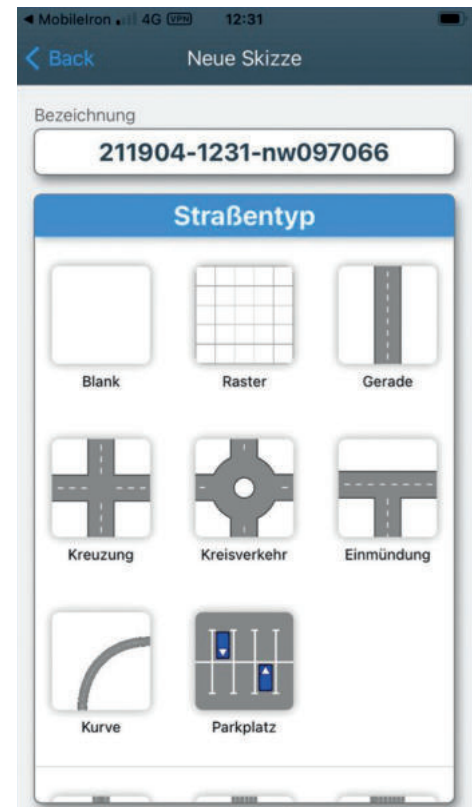 ◀ MobileIron 4G VPN 12:31
Back Neue Skizze
Bezeichnung
211904-1231-nw097066
Straßentyp
Blank Raster Gerade
Kreuzung Kreisverkehr Einmündung
Kurve Parkplatz